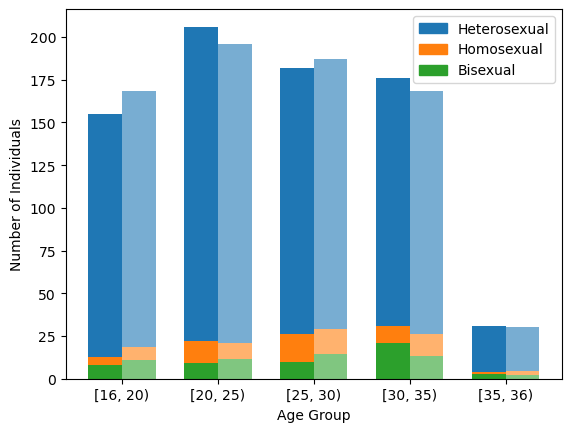 Heterosexual
Homosexual
Bisexual
Number of Individuals
200
175
150
125
100
75
50
25
0
[16, 20)
[20, 25)
[25, 30)
[30, 35)
[35, 36)
Age Group